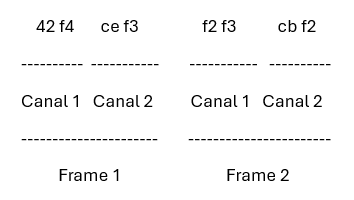 42 f4 ce f3 f2 f3 cb f2
---------- ----------- ----------- ----------
Canal 1 Canal 2 Canal 1 Canal 2
---------------------- -----------------------
Frame 1 Frame 2